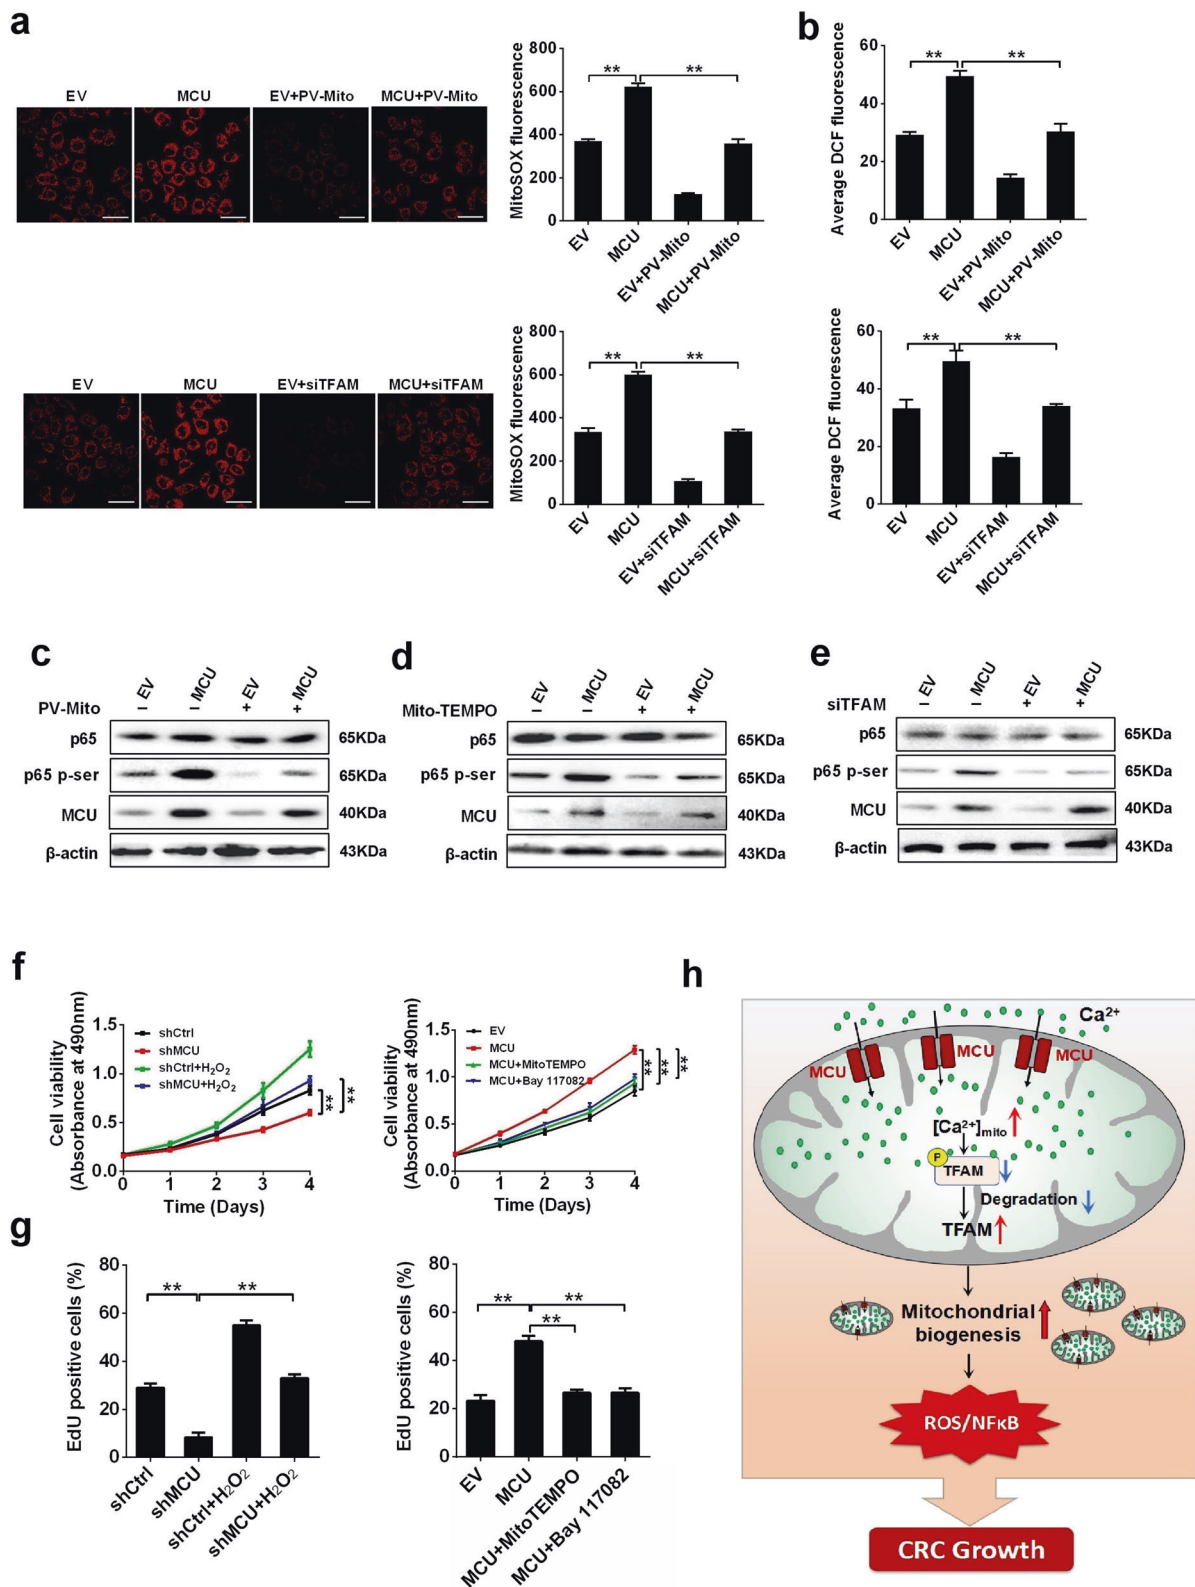 a
EV MCU EV+PV-Mito MCU+PV-Mito
MitoSOX fluorescence
800
600
400
200
0
** **
EV MCU EV+PV-Mito MCU+PV-Mito
b
Average DCF fluorescence
60
40
20
0
** **
EV MCU EV+PV-Mito MCU+PV-Mito
EV MCU EV+siTFAM MCU+siTFAM
MitoSOX fluorescence
800
600
400
200
0
** **
EV MCU EV+siTFAM MCU+siTFAM
Average DCF fluorescence
60
40
20
0
** **
EV MCU EV+siTFAM MCU+siTFAM
c
EV MCU EV MCU
PV-Mito – – + +
p65 65KDa
p65 p-ser 65KDa
MCU 40KDa
β-actin 43KDa
d
EV MCU EV MCU
Mito-TEMPO – – + +
p65 65KDa
p65 p-ser 65KDa
MCU 40KDa
β-actin 43KDa
e
EV MCU EV MCU
siTFAM – – + +
p65 65KDa
p65 p-ser 65KDa
MCU 40KDa
β-actin 43KDa
f
Cell viability
(Absorbance at 490nm)
1.5
1.0
0.5
0.0
shCtrl
shMCU
shCtrl+H₂O₂
shMCU+H₂O₂
** **
0 1 2 3 4
Time (Days)
Cell viability
(Absorbance at 490nm)
1.5
1.0
0.5
0.0
EV
MCU
MCU+MitoTEMPO
MCU+Bay 117082
** ** **
0 1 2 3 4
Time (Days)
g
EdU positive cells (%)
80
60
40
20
0
** **
shCtrl shMCU shCtrl+H₂O₂ shMCU+H₂O₂
EdU positive cells (%)
80
60
40
20
0
** **
**
EV MCU MCU+MitoTEMPO MCU+Bay 117082
h
Ca²⁺
MCU MCU MCU
[Ca²⁺]mito
P
TFAM
Degradation
TFAM
Mitochondrial
biogenesis
ROS/NFκB
CRC Growth